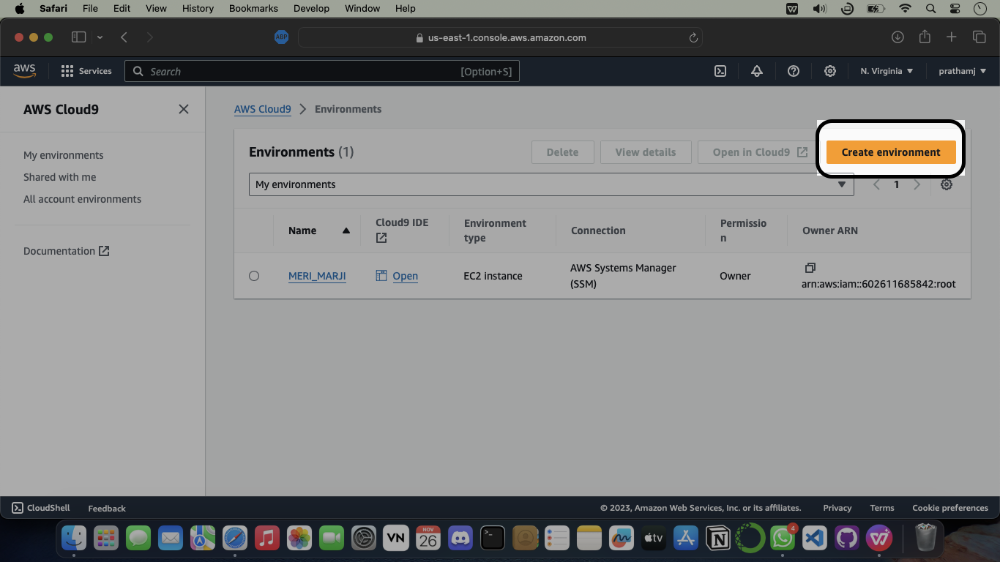 Safari File Edit View History Bookmarks Develop Window Help
ABP us-east-1.console.aws.amazon.com
aws Services Search [Option+S] N. Virginia prathamj
AWS Cloud9
My environments
Shared with me
All account environments
Documentation
AWS Cloud9 Environments
Environments (1) Delete View details Open in Cloud9 Create environment
My environments 1
Name Cloud9 IDE Environment type Connection Permissio
n Owner ARN
MERI_MARJI Open EC2 instance AWS Systems Manager
(SSM) Owner arn:aws:iam::602611685842:root
CloudShell Feedback © 2023, Amazon Web Services, Inc. or its affiliates. Privacy Terms Cookie preferences
VN NOV
26 tv 4